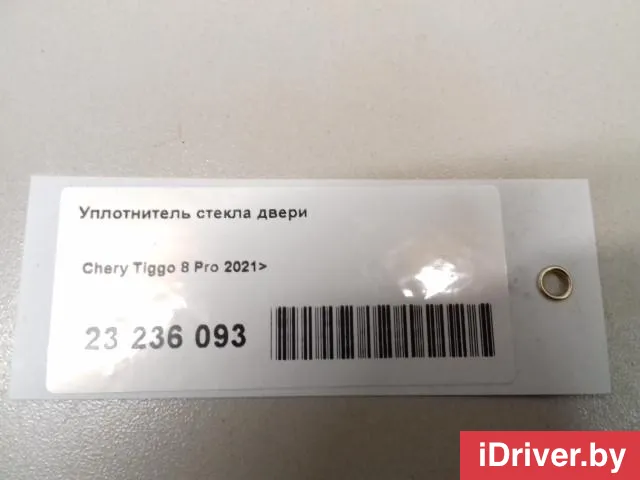 Уплотнитель стекла двери
Chery Tiggo 8 Pro 2021>
23 236 093
iDriver.by